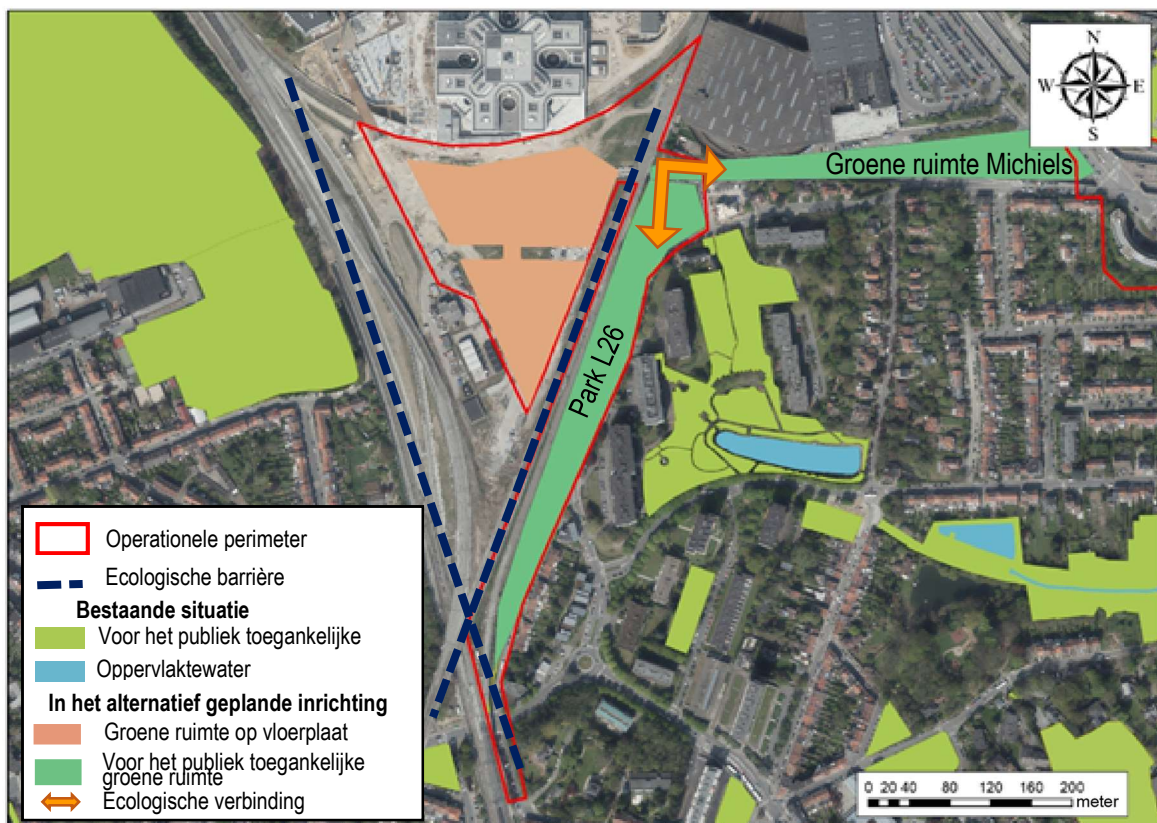 N
W E
S
Groene ruimte Michiels
Park L26
Operationele perimeter
Ecologische barrière
Bestaande situatie
Voor het publiek toegankelijke
Oppervlaktewater
In het alternatief geplande inrichting
Groene ruimte op vloerplaat
Voor het publiek toegankelijke
groene ruimte
Ecologische verbinding
0 20 40 80 120 160 200
meter